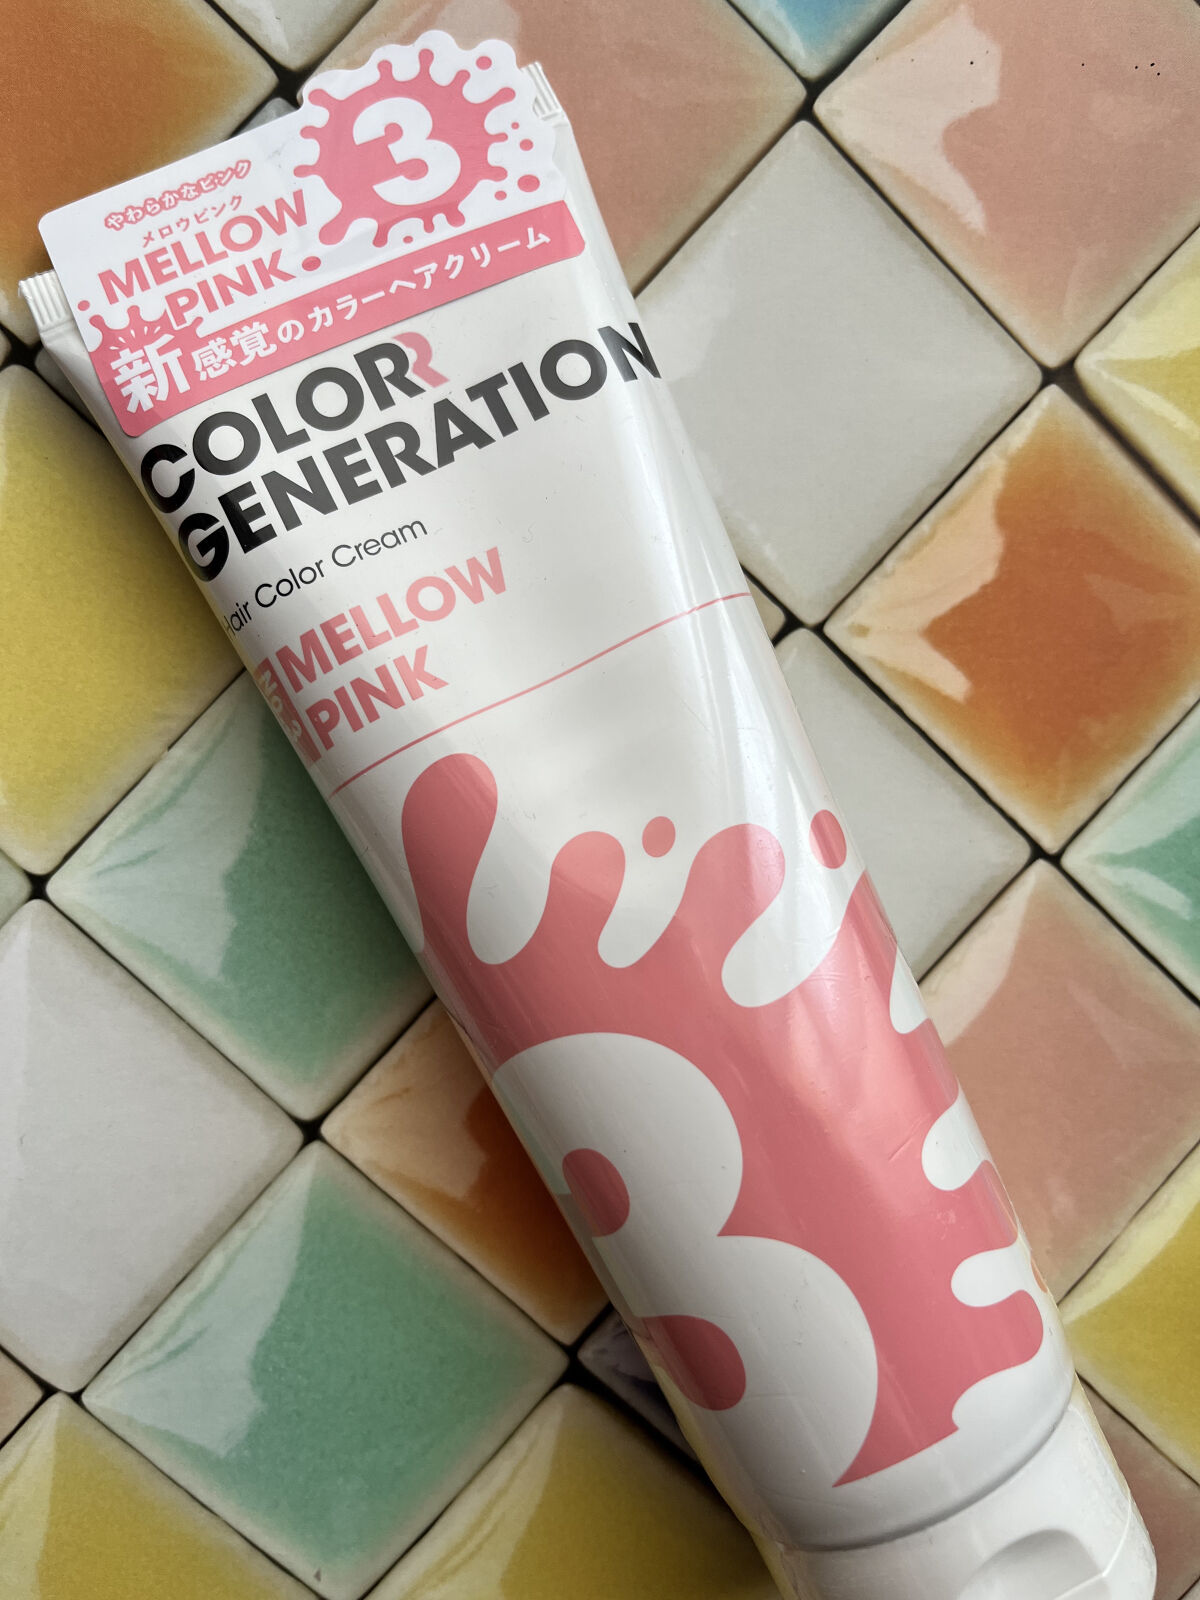 3
やわらかなピンク
メロウピンク
MELLOW
PINK
新感覚のカラーヘアクリーム
COLORR
GENERATION
Hair Color Cream
MELLOW
PINK
3